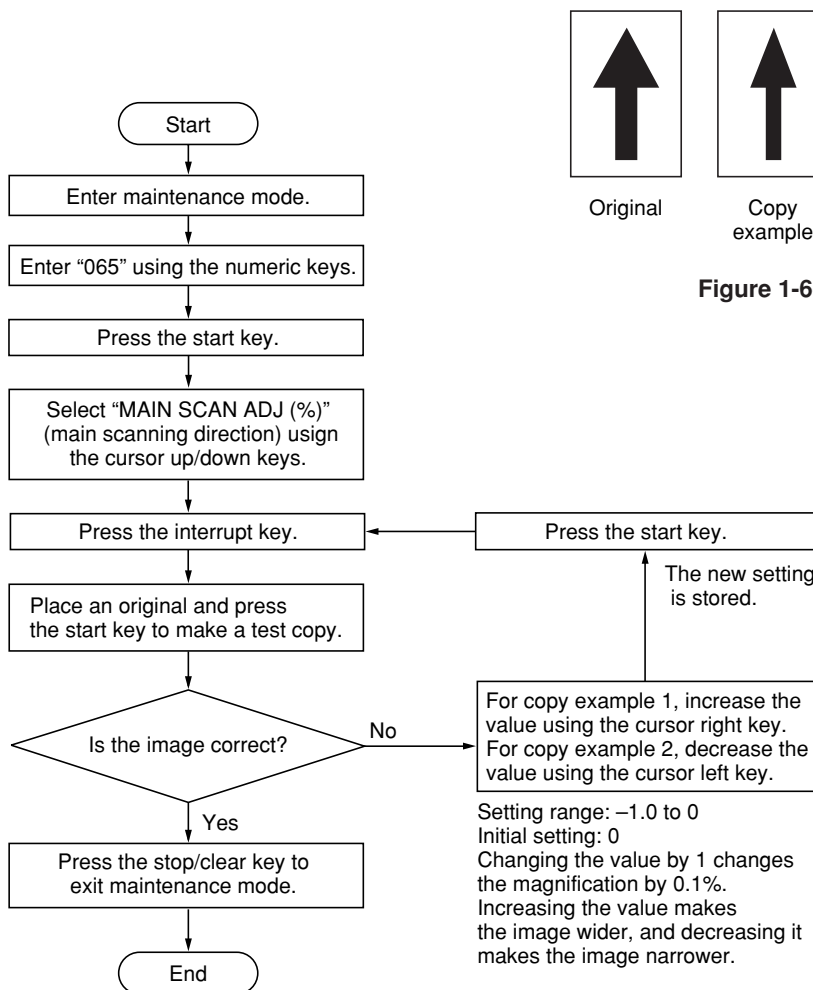 Start
Enter maintenance mode.
Enter “065” using the numeric keys.
Press the start key.
Select “MAIN SCAN ADJ (%)”
(main scanning direction) usign
the cursor up/down keys.
Press the interrupt key.
Place an original and press
the start key to make a test copy.
Is the image correct?
Yes
Press the stop/clear key to
exit maintenance mode.
End
No
For copy example 1, increase the
value using the cursor right key.
For copy example 2, decrease the
value using the cursor left key.
Setting range: –1.0 to 0
Initial setting: 0
Changing the value by 1 changes
the magnification by 0.1%.
Increasing the value makes
the image wider, and decreasing it
makes the image narrower.
The new setting
is stored.
Press the start key.
Original
Copy
example
Figure 1-6